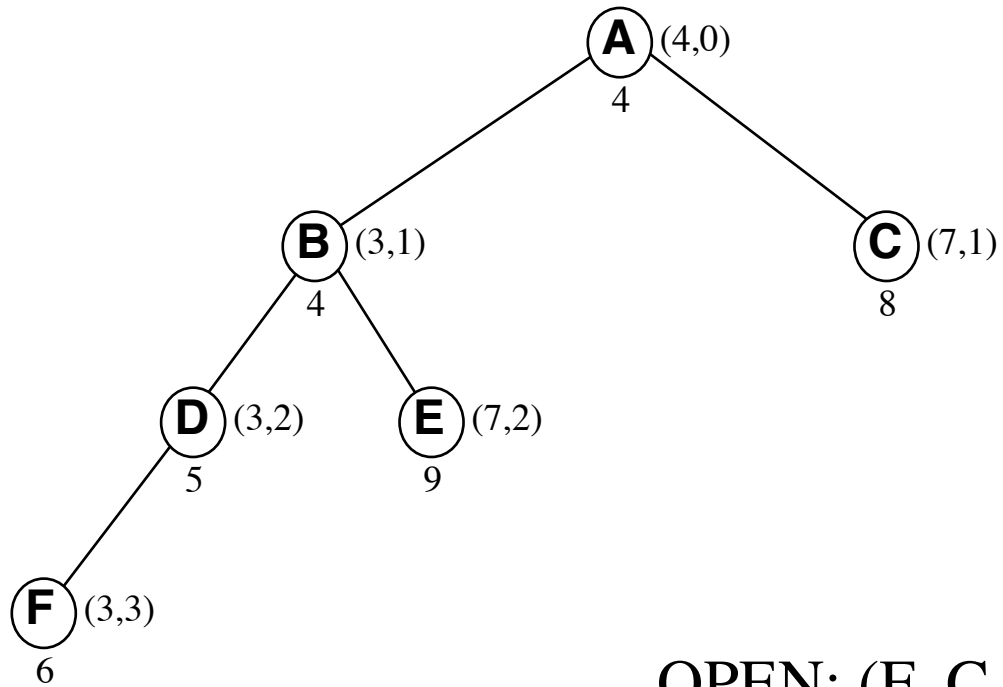 A (4,0)
4
B (3,1)
C (7,1)
4
8
D (3,2)
E (7,2)
5
9
F (3,3)
6
OPEN: